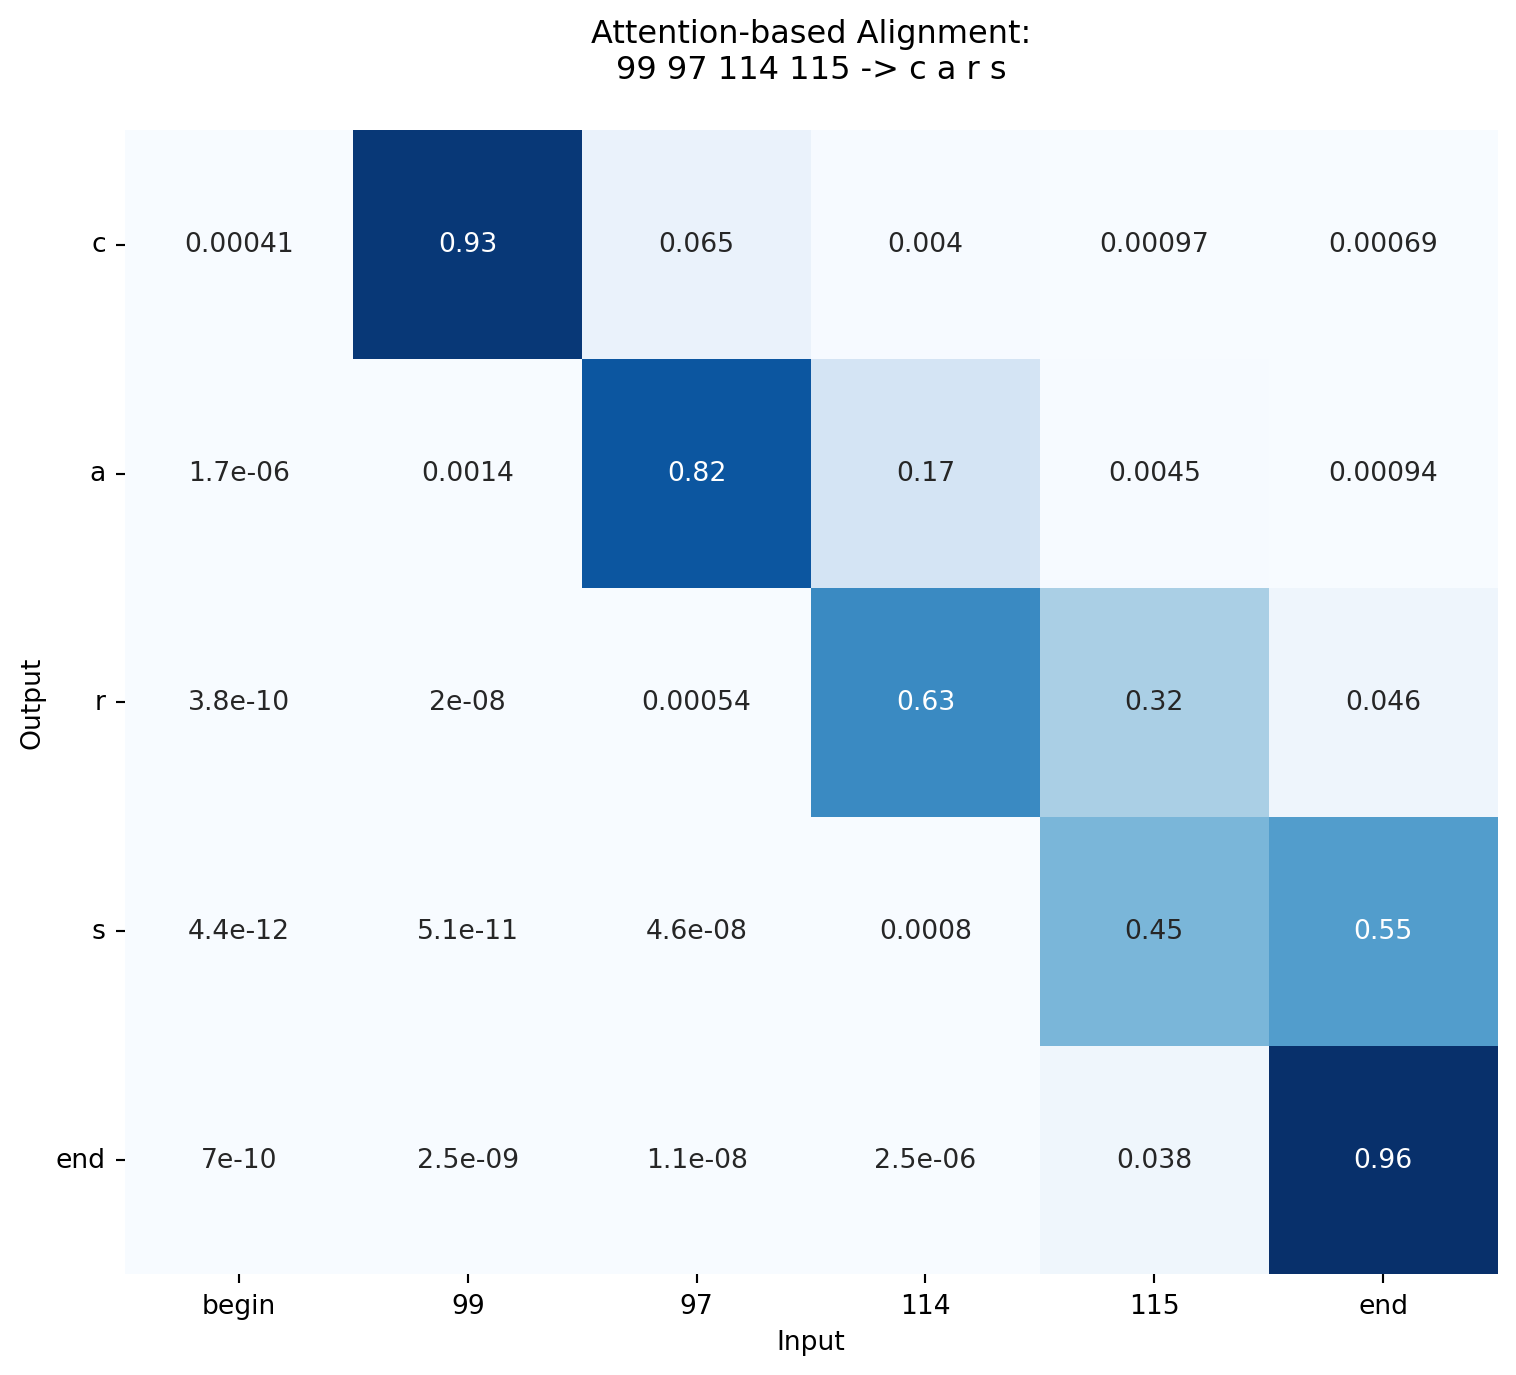 Attention-based Alignment:
99 97 114 115 -> c a r s
Output
c 0.00041 0.93 0.065 0.004 0.00097 0.00069
a 1.7e-06 0.0014 0.82 0.17 0.0045 0.00094
r 3.8e-10 2e-08 0.00054 0.63 0.32 0.046
s 4.4e-12 5.1e-11 4.6e-08 0.0008 0.45 0.55
end 7e-10 2.5e-09 1.1e-08 2.5e-06 0.038 0.96
begin 99 97 114 115 end
Input